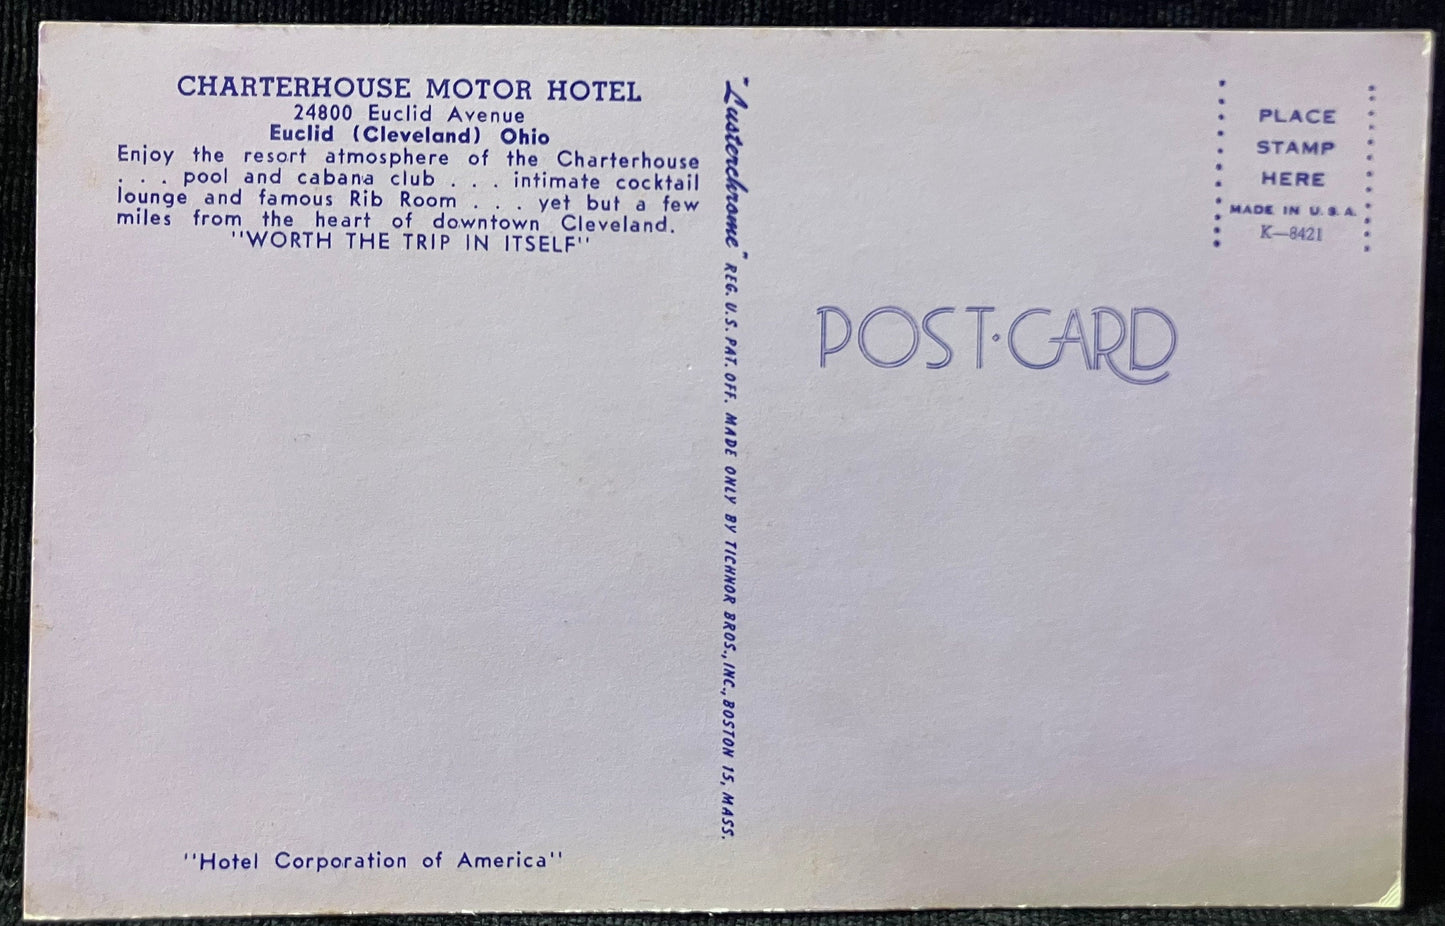 CHARTERHOUSE MOTOR HOTEL
24800 Euclid Avenue
Euclid (Cleveland) Ohio
Enjoy the resort atmosphere of the Charterhouse
. . . pool and cabana club . . . intimate cocktail
lounge and famous Rib Room . . . yet but a few
miles from the heart of downtown Cleveland.
"WORTH THE TRIP IN ITSELF"
"Hotel Corporation of America"
"Lusterchrome" REG. U.S. PAT. OFF. MADE ONLY BY TICHNOR BROS., INC., BOSTON 15, MASS.
PLACE
STAMP
HERE
MADE IN U.S.A.
K—8421
POST·CARD